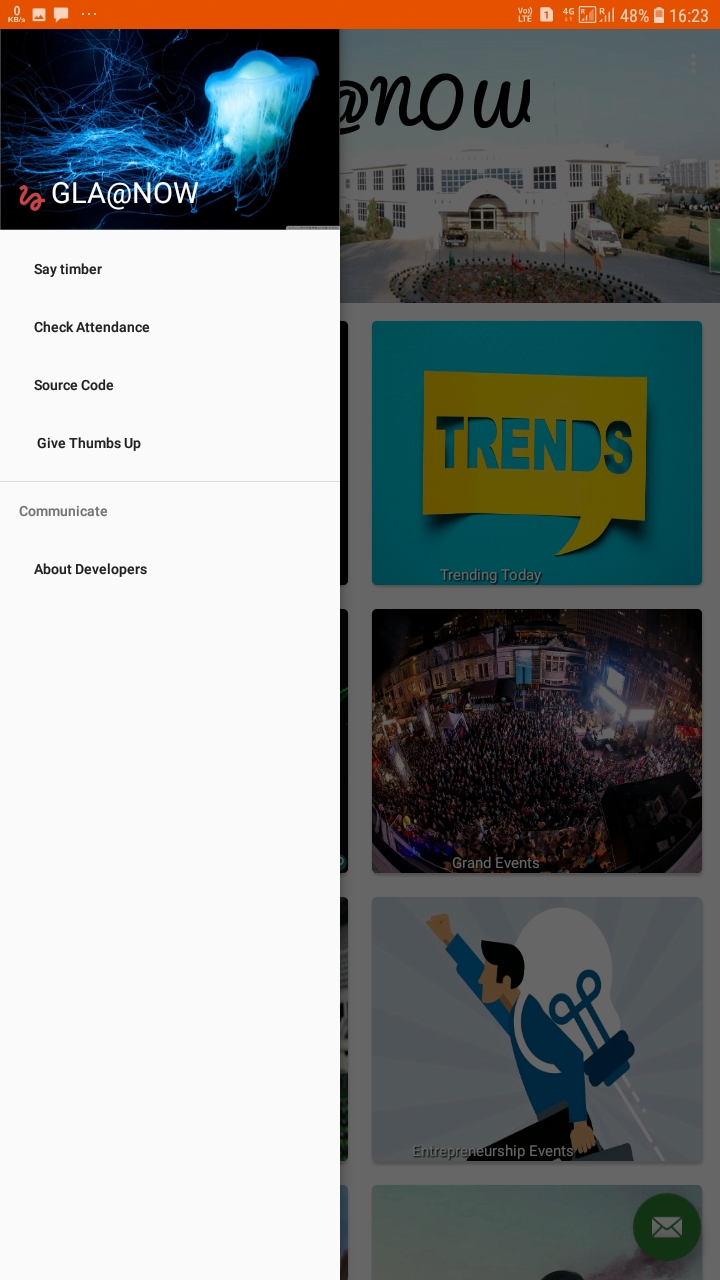 0
KB/s
Vo))
LTE
1
4G
R
R
48%
16:23
@now
GLA@NOW
Say timber
Check Attendance
Source Code
Give Thumbs Up
Communicate
About Developers
TRENDS
Trending Today
Grand Events
Entrepreneurship Events